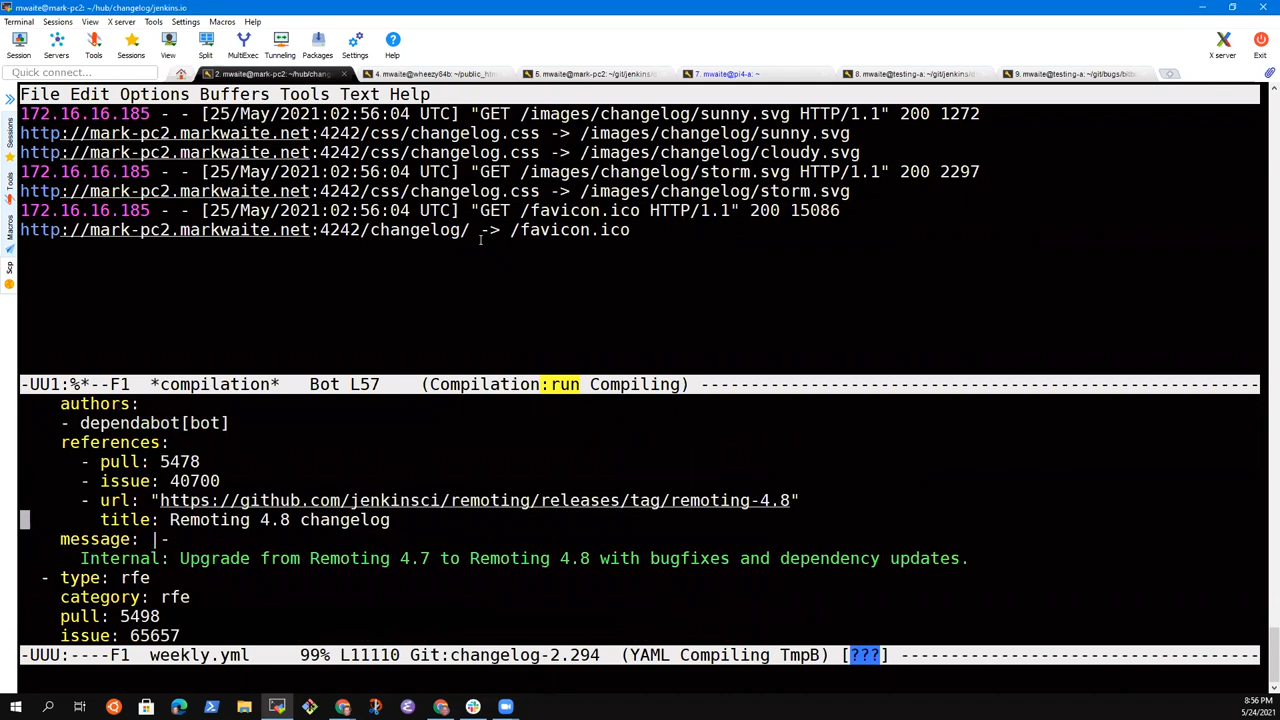 mwaite@mark-pc2: ~/hub/changelog/jenkins.io
Terminal Sessions View X server Tools Settings Macros Help
Session Servers Tools Sessions View Split MultiExec Tunneling Packages Settings Help X server Exit
Quick connect... 2. mwaite@mark-pc2: ~/hub/chang 4. mwaite@wheezy64b: ~/public_htm 5. mwaite@mark-pc2: ~/git/jenkins/ 7. mwaite@pi4-a: ~ 8. mwaite@testing-a: ~/git/jenkins/d 9. mwaite@testing-a: ~/git/bugs/bitb
Sessions
Tools
Macros
Scp
File Edit Options Buffers Tools Text Help
172.16.16.185 - - [25/May/2021:02:56:04 UTC] "GET /images/changelog/sunny.svg HTTP/1.1" 200 1272
http://mark-pc2.markwaite.net:4242/css/changelog.css -> /images/changelog/sunny.svg
http://mark-pc2.markwaite.net:4242/css/changelog.css -> /images/changelog/cloudy.svg
172.16.16.185 - - [25/May/2021:02:56:04 UTC] "GET /images/changelog/storm.svg HTTP/1.1" 200 2297
http://mark-pc2.markwaite.net:4242/css/changelog.css -> /images/changelog/storm.svg
172.16.16.185 - - [25/May/2021:02:56:04 UTC] "GET /favicon.ico HTTP/1.1" 200 15086
http://mark-pc2.markwaite.net:4242/changelog/ -> /favicon.ico
-UU1:%*--F1 *compilation* Bot L57 (Compilation:run Compiling) --------------------------------------------------------
authors:
- dependabot[bot]
references:
- pull: 5478
- issue: 40700
- url: "https://github.com/jenkinsci/remoting/releases/tag/remoting-4.8"
title: Remoting 4.8 changelog
message: |-
Internal: Upgrade from Remoting 4.7 to Remoting 4.8 with bugfixes and dependency updates.
- type: rfe
category: rfe
pull: 5498
issue: 65657
-UUU:----F1 weekly.yml 99% L11110 Git:changelog-2.294 (YAML Compiling TmpB) [???] ------------------------------------
8:56 PM
5/24/2021